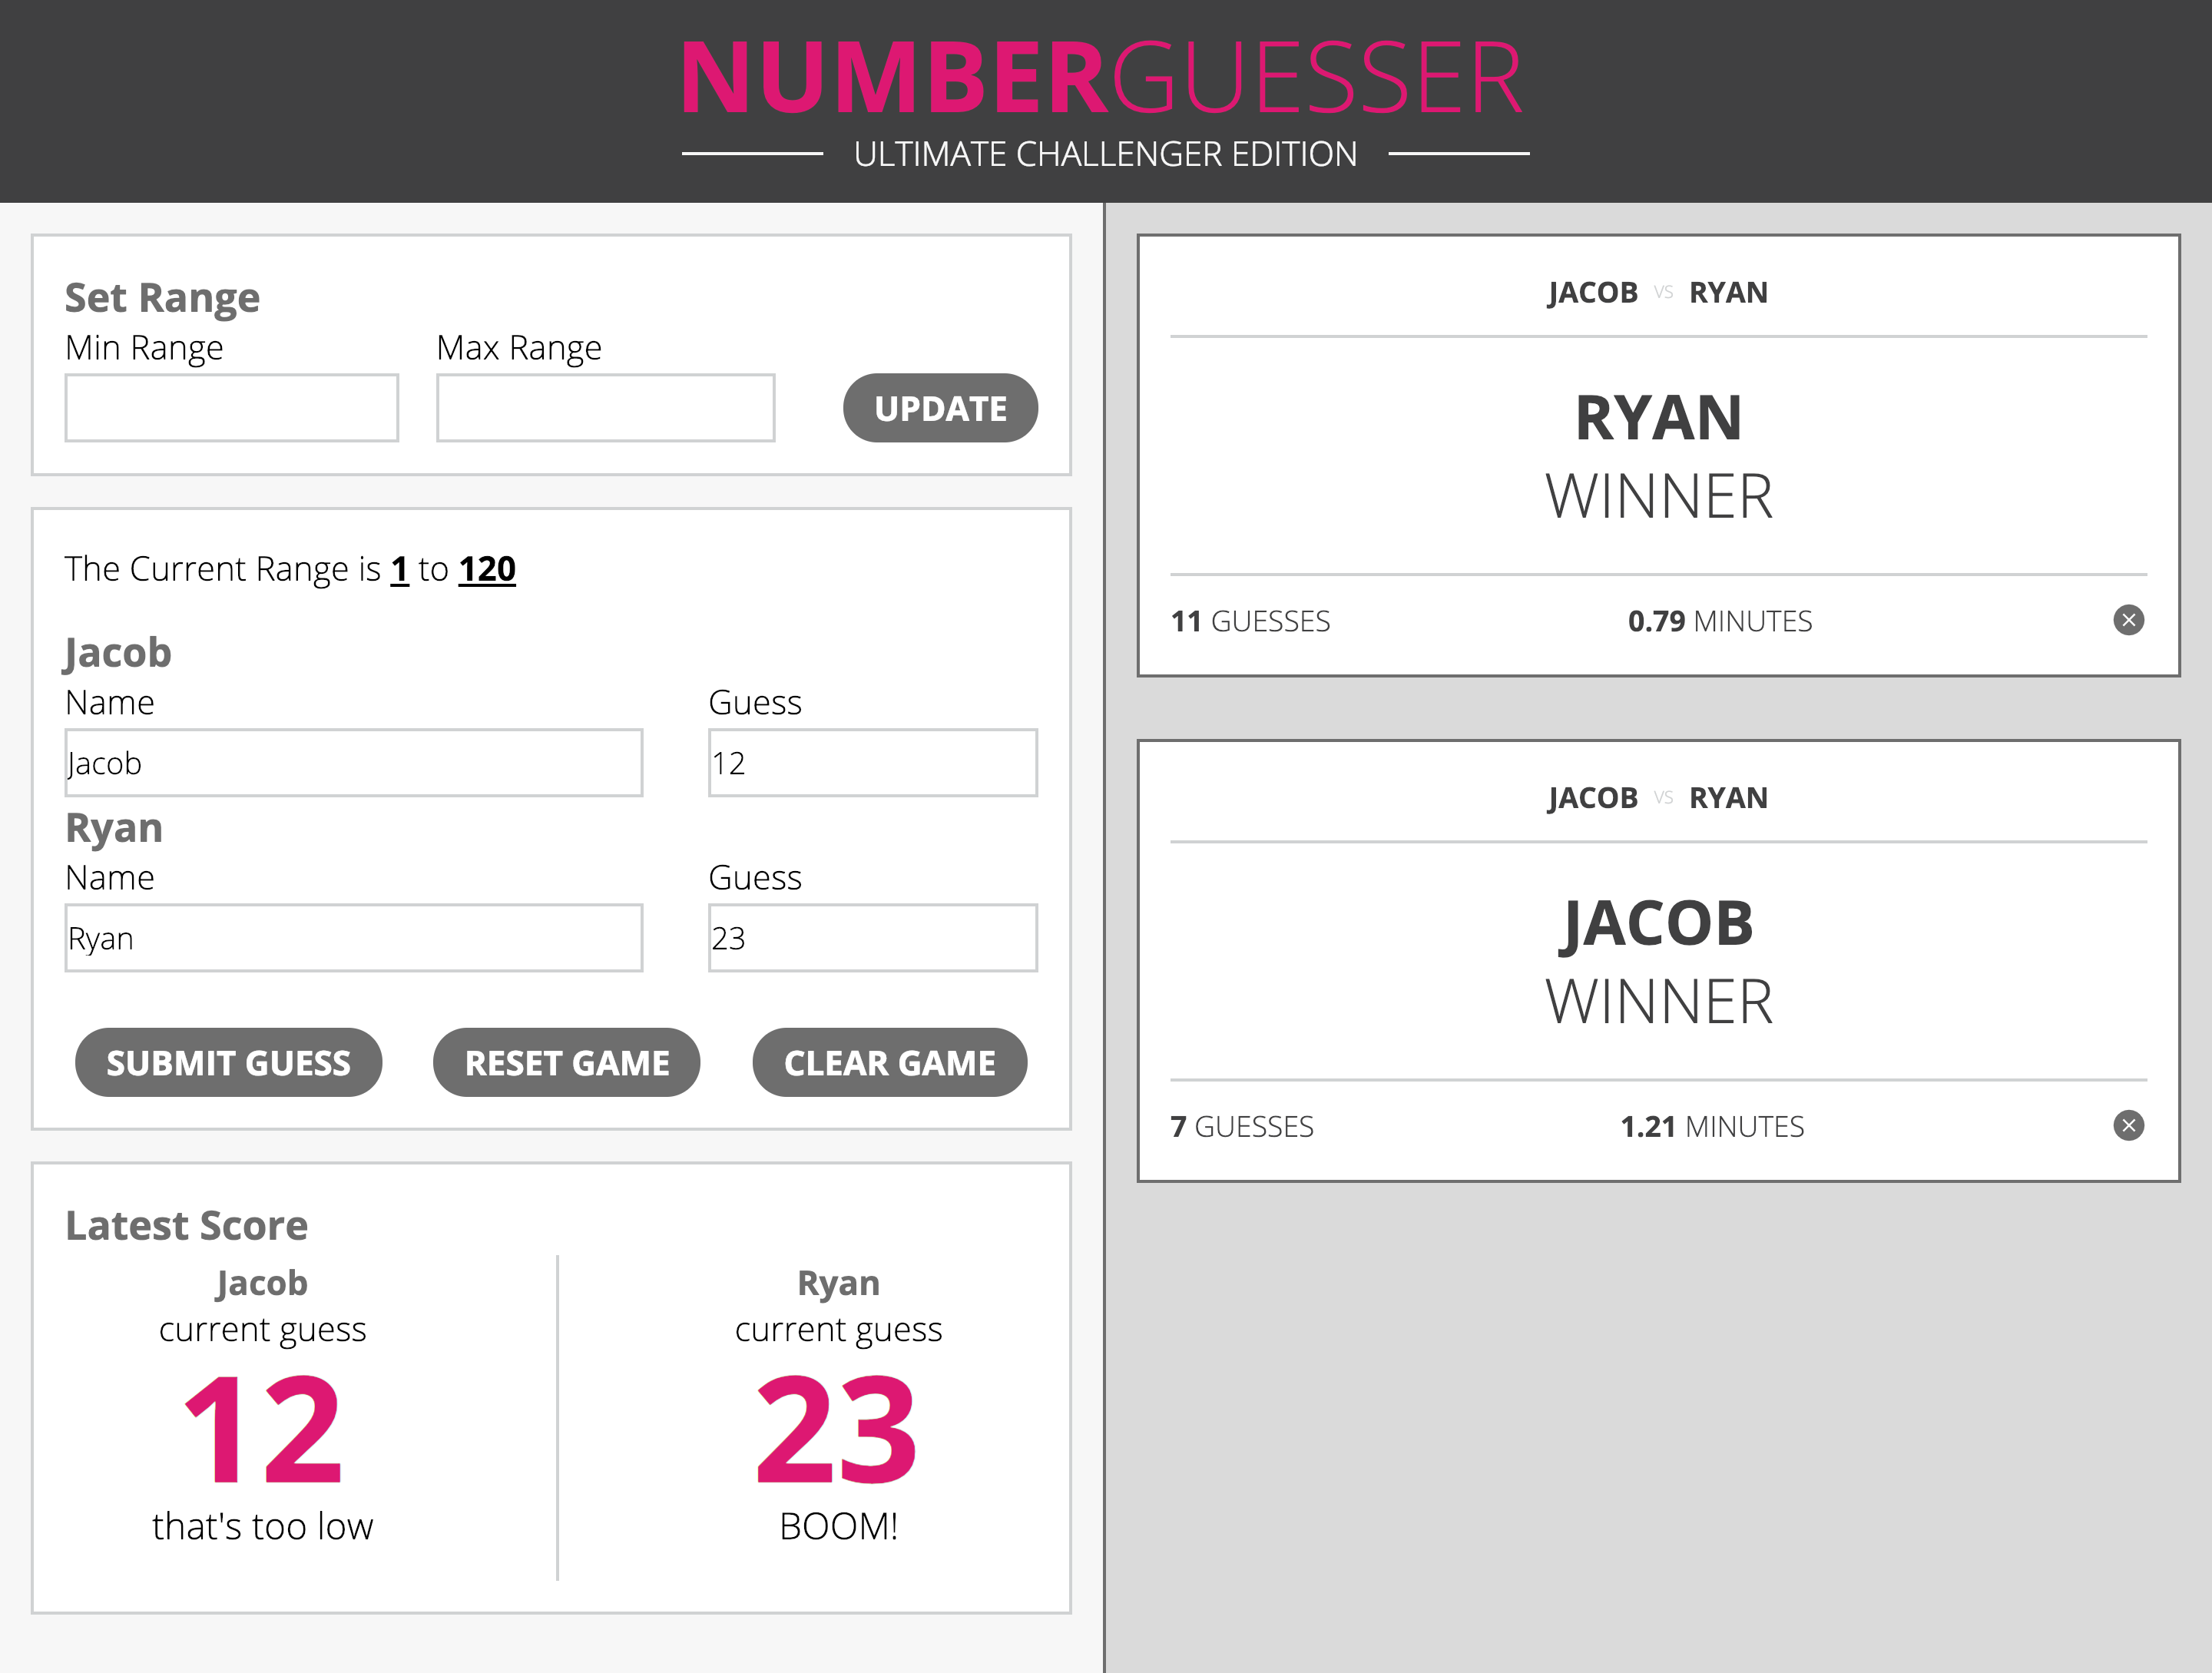 NUMBERGUESSER
ULTIMATE CHALLENGER EDITION
Set Range
Min Range Max Range
UPDATE
The Current Range is 1 to 120
Jacob
Name Guess
Jacob 12
Ryan
Name Guess
Ryan 23
SUBMIT GUESS RESET GAME CLEAR GAME
Latest Score
Jacob
current guess
12
that's too low
Ryan
current guess
23
BOOM!
JACOB VS RYAN
RYAN
WINNER
11 GUESSES 0.79 MINUTES
JACOB VS RYAN
JACOB
WINNER
7 GUESSES 1.21 MINUTES